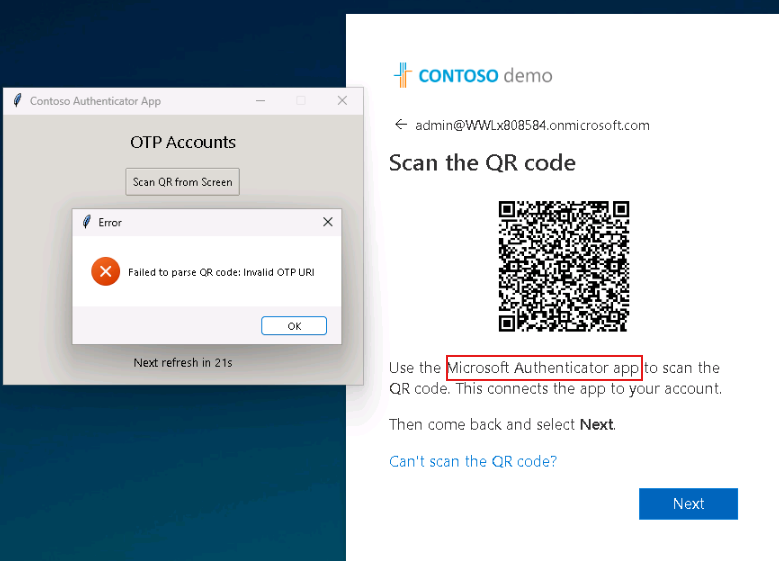 Contoso Authenticator App
OTP Accounts
Scan QR from Screen
Error
Failed to parse QR code: Invalid OTP URI
OK
Next refresh in 21s
CONTOSO demo
admin@WWLx808584.onmicrosoft.com
Scan the QR code
Use the Microsoft Authenticator app to scan the
QR code. This connects the app to your account.
Then come back and select Next.
Can't scan the QR code?
Next